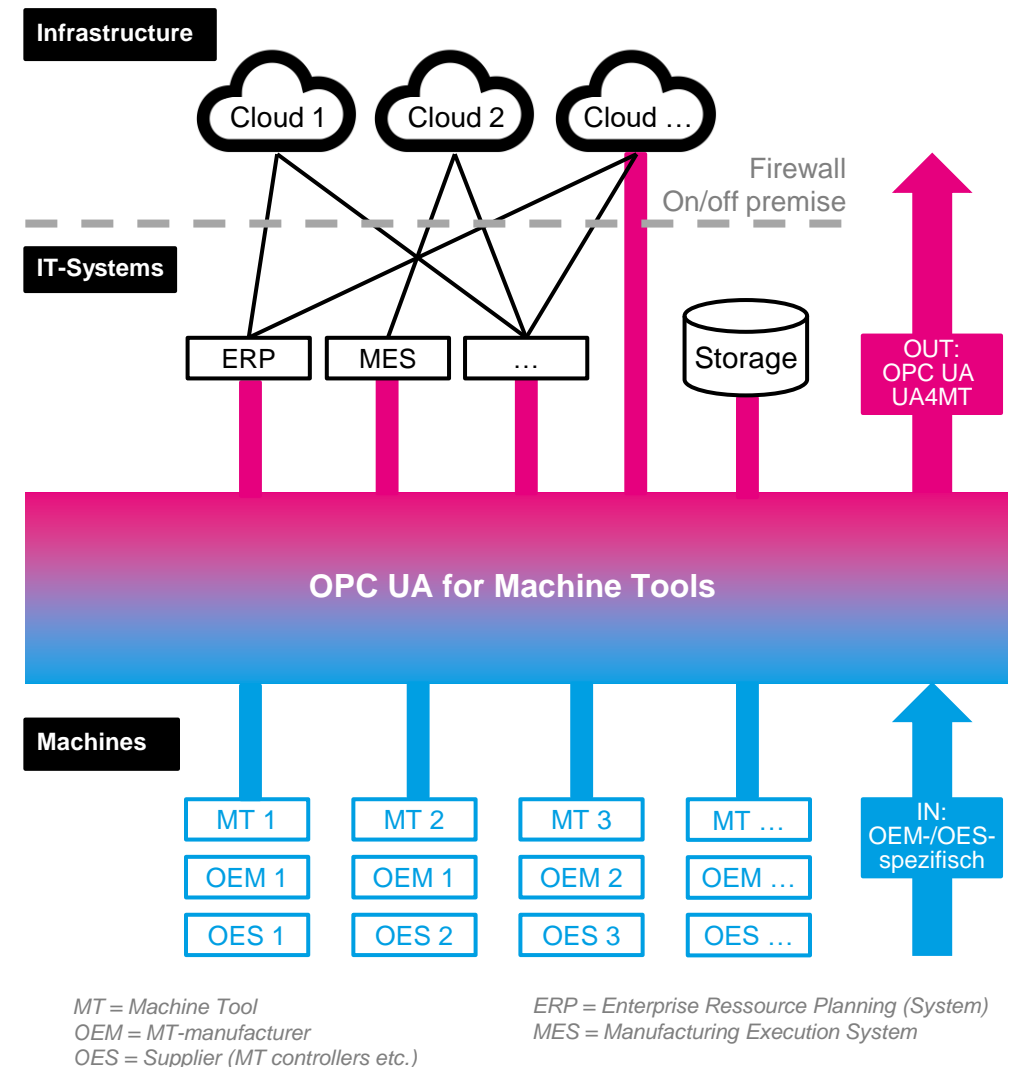 Infrastructure
Cloud 1
Cloud 2
Cloud …
Firewall
On/off premise
IT-Systems
ERP
MES
…
Storage
OUT:
OPC UA
UA4MT
OPC UA for Machine Tools
Machines
MT 1
MT 2
MT 3
MT …
OEM 1
OEM 1
OEM 2
OEM …
OES 1
OES 2
OES 3
OES …
IN:
OEM-/OES-
spezifisch
MT = Machine Tool
OEM = MT-manufacturer
OES = Supplier (MT controllers etc.)
ERP = Enterprise Ressource Planning (System)
MES = Manufacturing Execution System